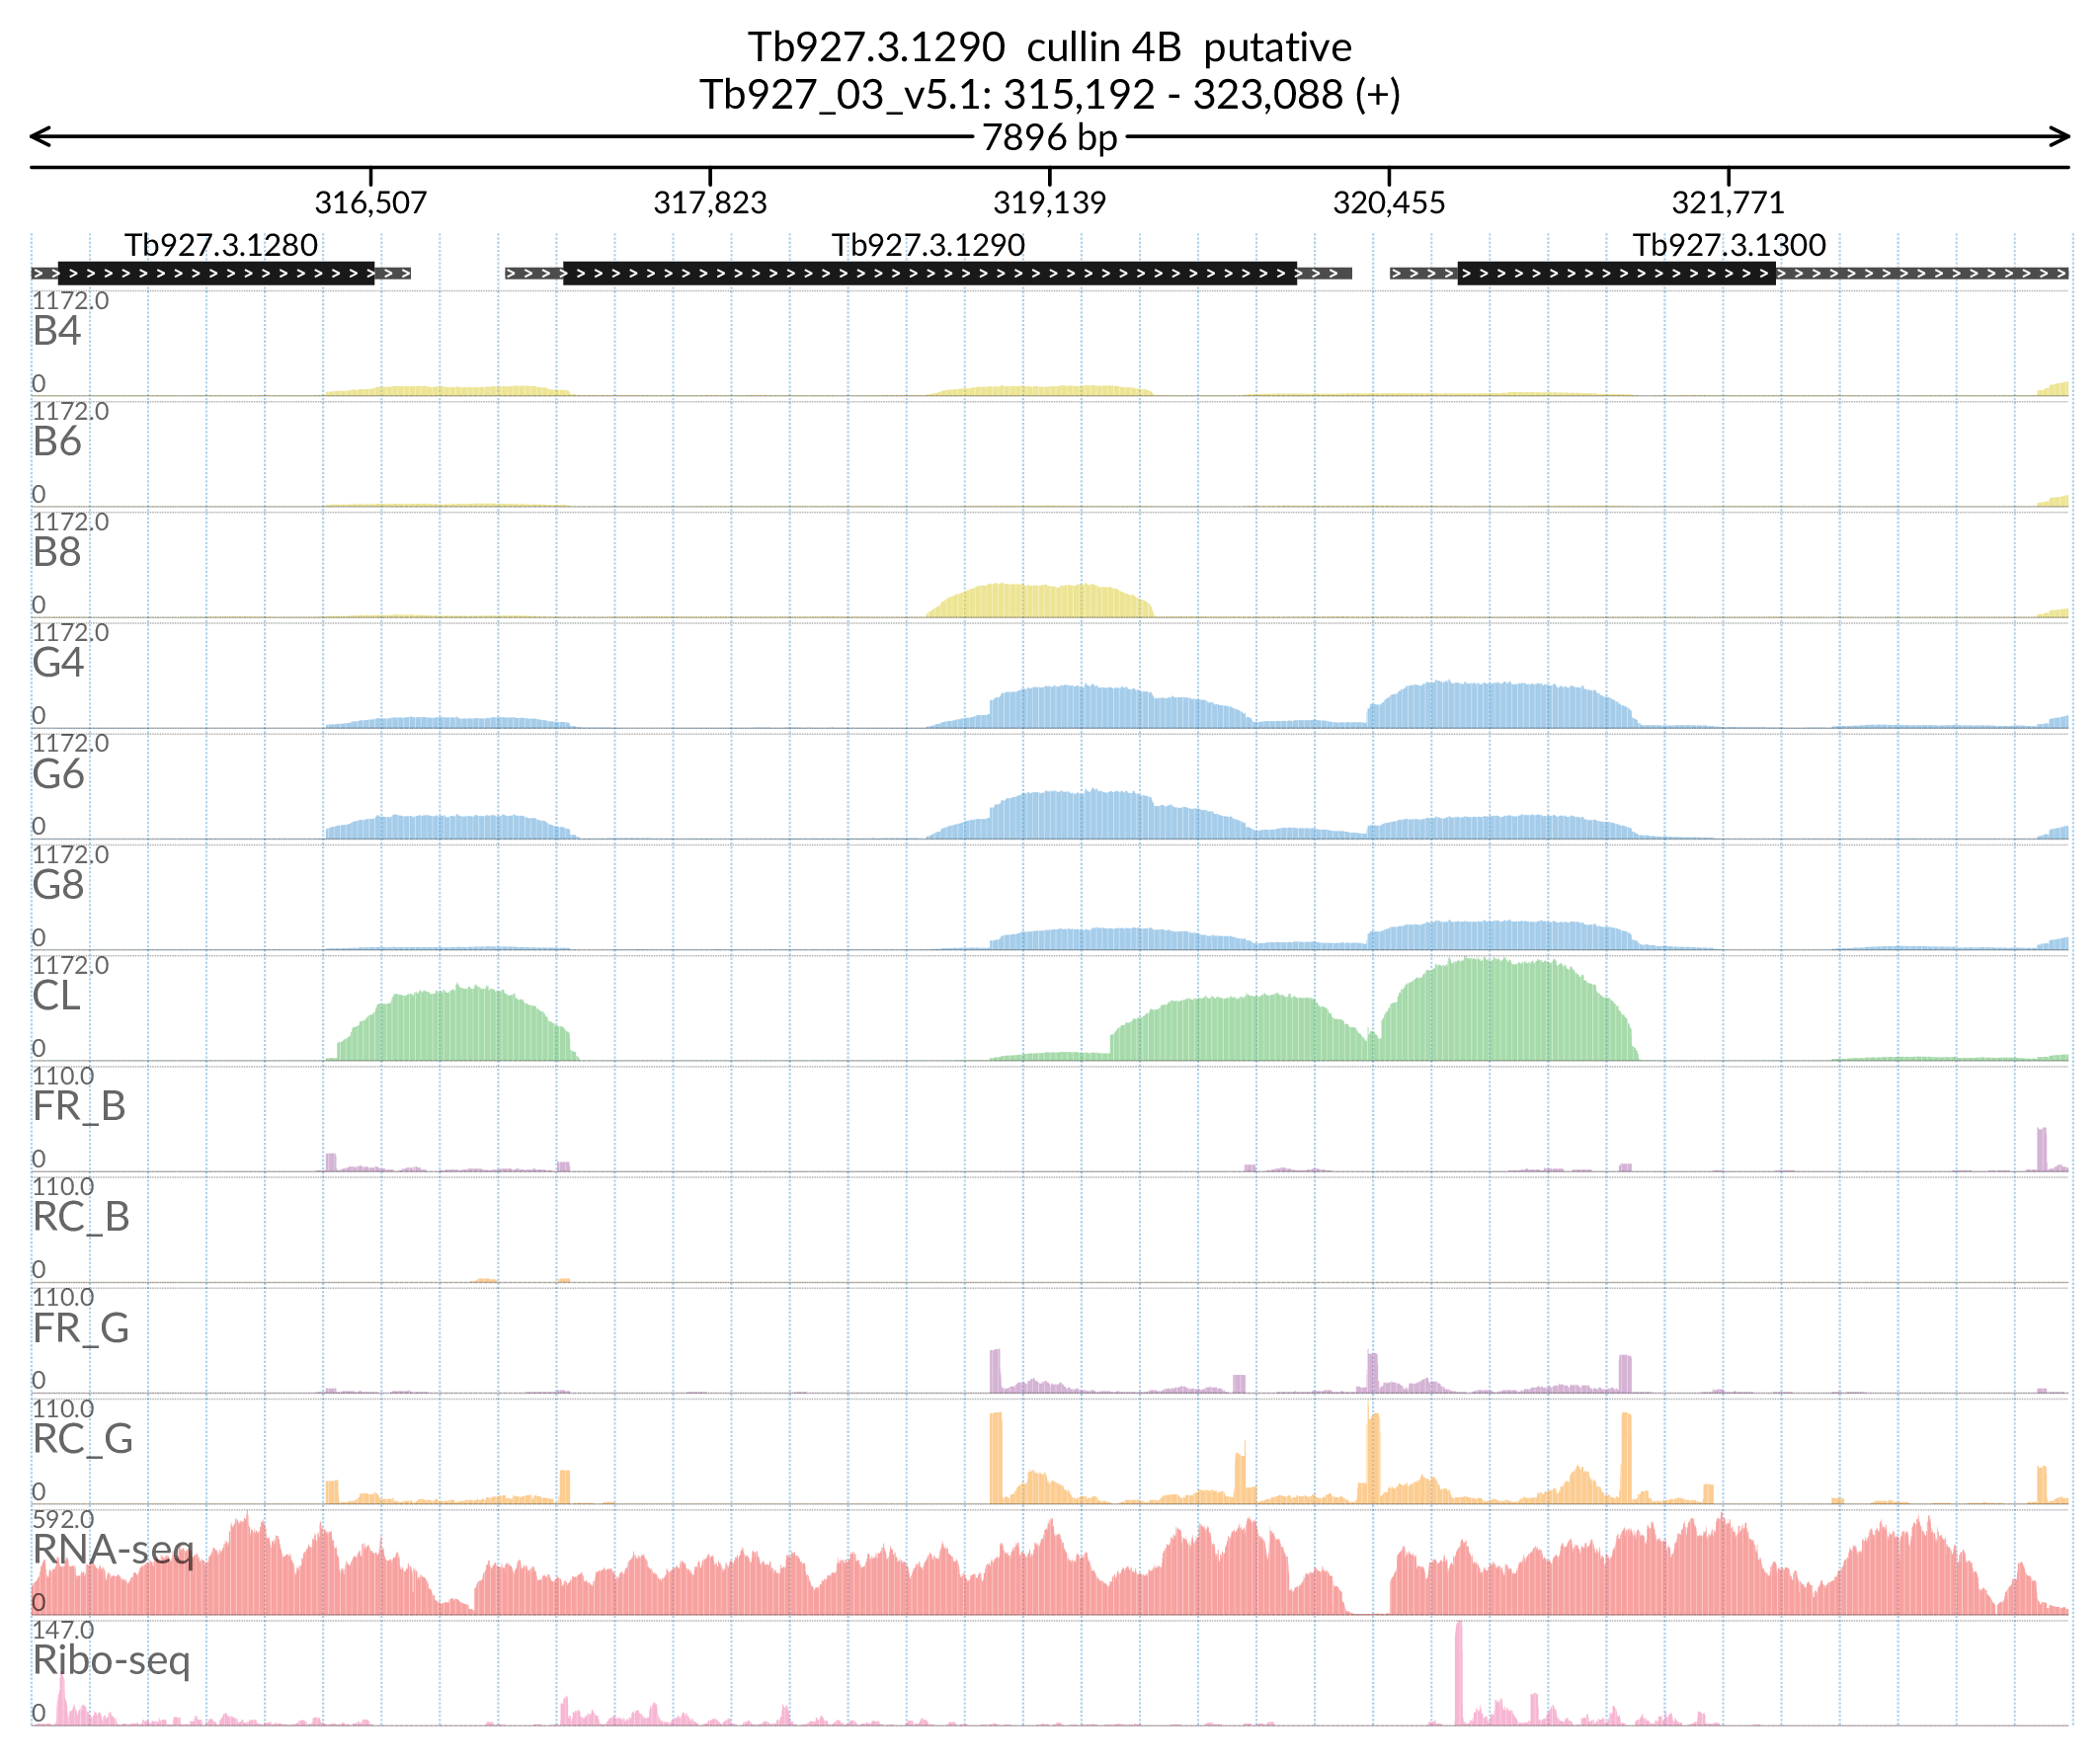 Tb927.3.1290  cullin 4B  putative
Tb927_03_v5.1: 315,192 - 323,088 (+)
7896 bp
316,507 317,823 319,139 320,455 321,771
Tb927.3.1280 Tb927.3.1290 Tb927.3.1300
1172.0
B4
0
1172.0
B6
0
1172.0
B8
0
1172.0
G4
0
1172.0
G6
0
1172.0
G8
0
1172.0
CL
0
110.0
FR_B
0
110.0
RC_B
0
110.0
FR_G
0
110.0
RC_G
0
592.0
RNA-seq
0
147.0
Ribo-seq
0